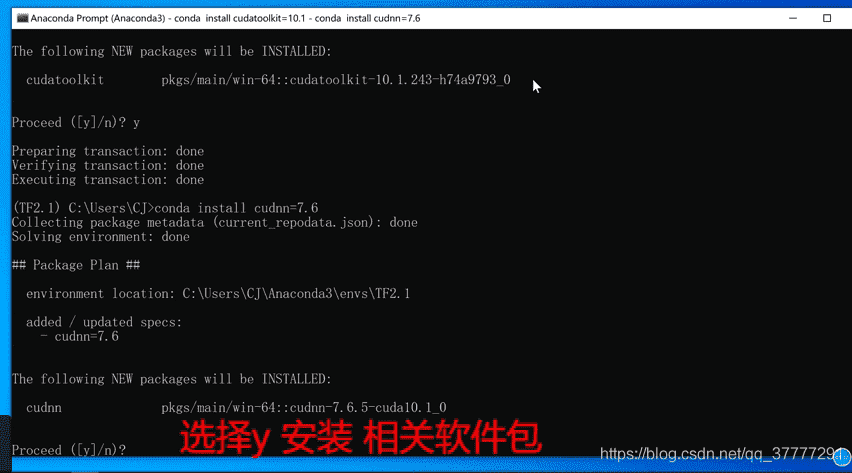 Anaconda Prompt (Anaconda3) - conda  install cudatoolkit=10.1 - conda  install cudnn=7.6
The following NEW packages will be INSTALLED:
cudatoolkit        pkgs/main/win-64::cudatoolkit-10.1.243-h74a9793_0
Proceed ([y]/n)? y
Preparing transaction: done
Verifying transaction: done
Executing transaction: done
(TF2.1) C:\Users\CJ>conda install cudnn=7.6
Collecting package metadata (current_repodata.json): done
Solving environment: done
## Package Plan ##
environment location: C:\Users\CJ\Anaconda3\envs\TF2.1
added / updated specs:
- cudnn=7.6
The following NEW packages will be INSTALLED:
cudnn              pkgs/main/win-64::cudnn-7.6.5-cuda10.1_0
选择y 安装 相关软件包
Proceed ([y]/n)?
https://blog.csdn.net/qq_37777291